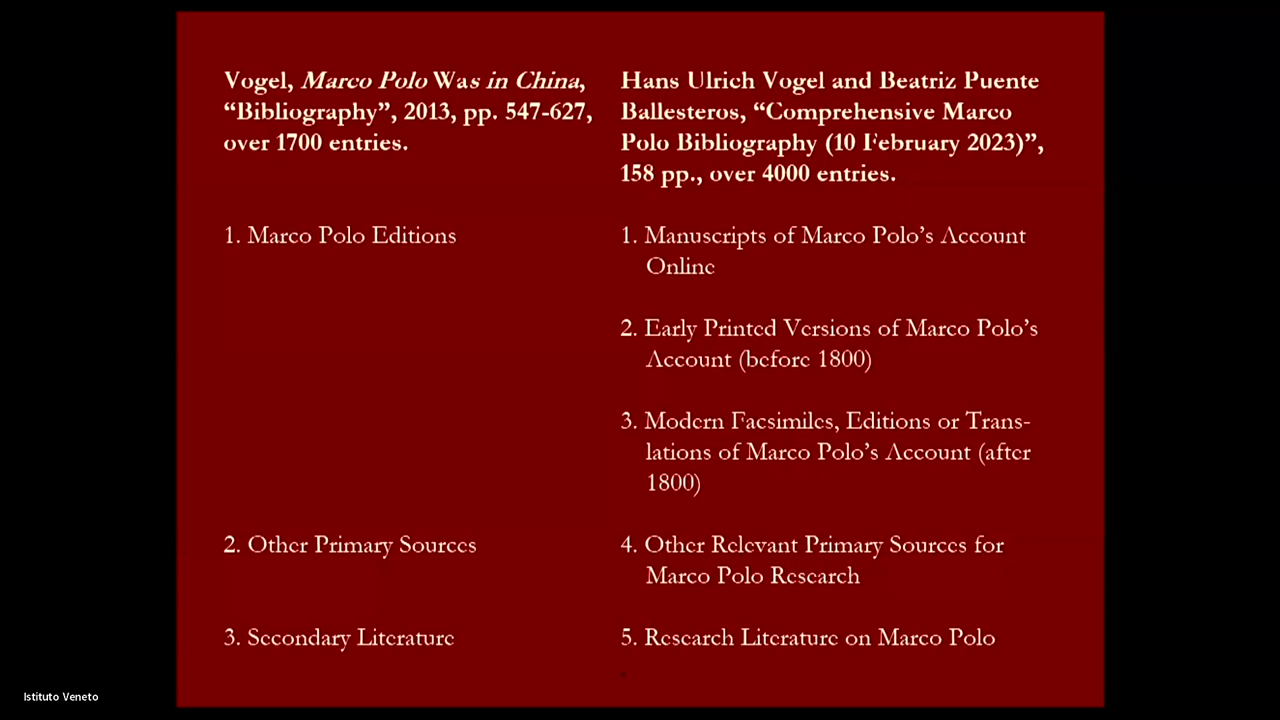 Vogel, Marco Polo Was in China,
“Bibliography”, 2013, pp. 547-627,
over 1700 entries.
1. Marco Polo Editions
2. Other Primary Sources
3. Secondary Literature
Hans Ulrich Vogel and Beatriz Puente
Ballesteros, “Comprehensive Marco
Polo Bibliography (10 February 2023)”,
158 pp., over 4000 entries.
1. Manuscripts of Marco Polo’s Account
Online
2. Early Printed Versions of Marco Polo’s
Account (before 1800)
3. Modern Facsimiles, Editions or Trans-
lations of Marco Polo’s Account (after
1800)
4. Other Relevant Primary Sources for
Marco Polo Research
5. Research Literature on Marco Polo
Istituto Veneto